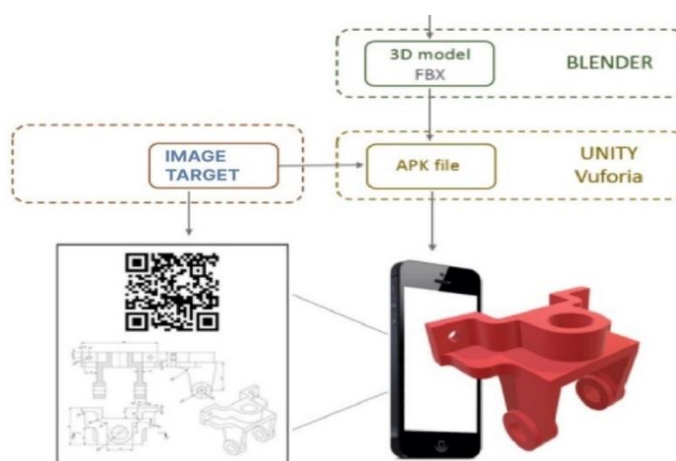 3D model
FBX
BLENDER
IMAGE
TARGET
APK file
UNITY
Vuforia